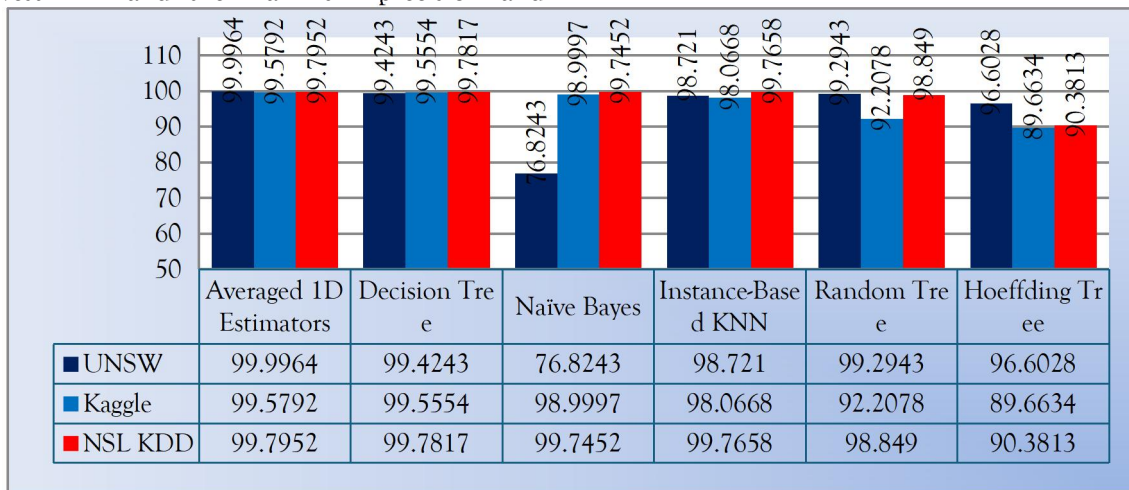 99.9964 99.5792 99.7952 99.4243 99.5554 99.7817 76.8243 98.9997 99.7452 98.721 98.0668 99.7658 99.2943 92.2078 98.849 96.6028 89.6634 90.3813
110
100
90
80
70
60
50
Averaged 1D Decision Tre Naïve Bayes Instance-Base Random Tre Hoeffding Tr
Estimators e d KNN e ee
UNSW 99.9964 99.4243 76.8243 98.721 99.2943 96.6028
Kaggle 99.5792 99.5554 98.9997 98.0668 92.2078 89.6634
NSL KDD 99.7952 99.7817 99.7452 99.7658 98.849 90.3813